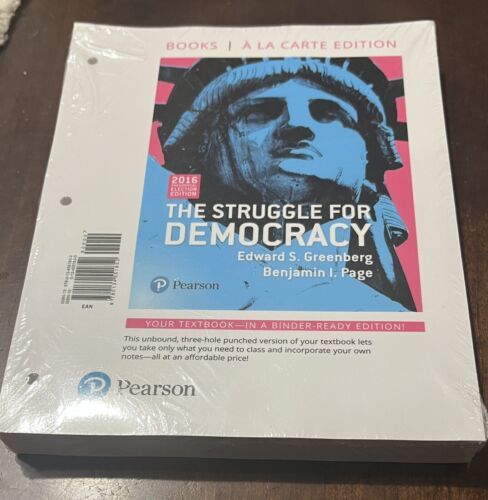 BOOKS | À LA CARTE EDITION
2016
PRESIDENTIAL
ELECTION
EDITION
THE STRUGGLE FOR
DEMOCRACY
Edward S. Greenberg
Benjamin I. Page
Pearson
EAN
YOUR TEXTBOOK—IN A BINDER-READY EDITION!
This unbound, three-hole punched version of your textbook lets
you take only what you need to class and incorporate your own
notes—all at an affordable price!
Pearson